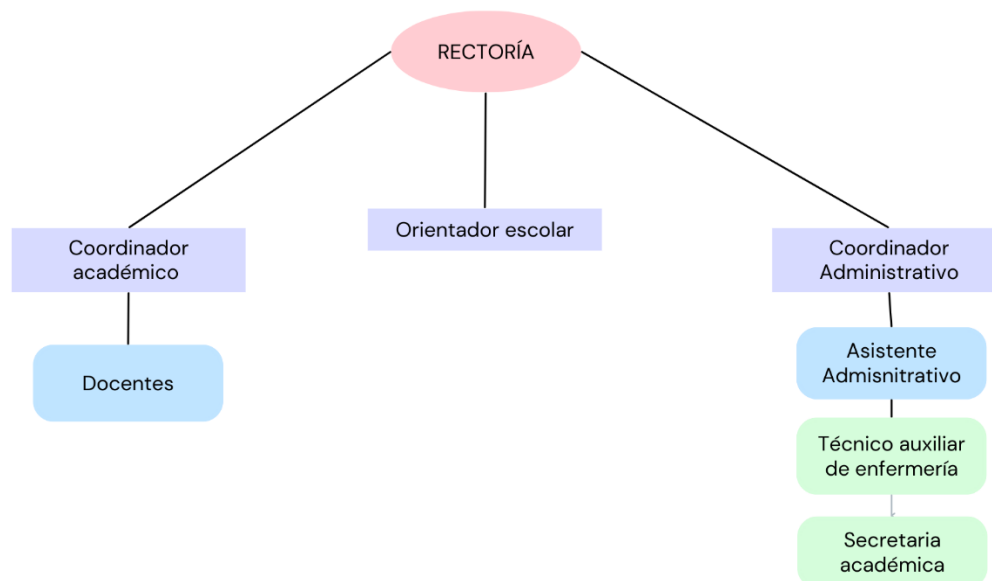 RECTORÍA
Coordinador
académico
Orientador escolar
Coordinador
Administrativo
Docentes
Asistente
Admisnitrativo
Técnico auxiliar
de enfermería
Secretaria
académica